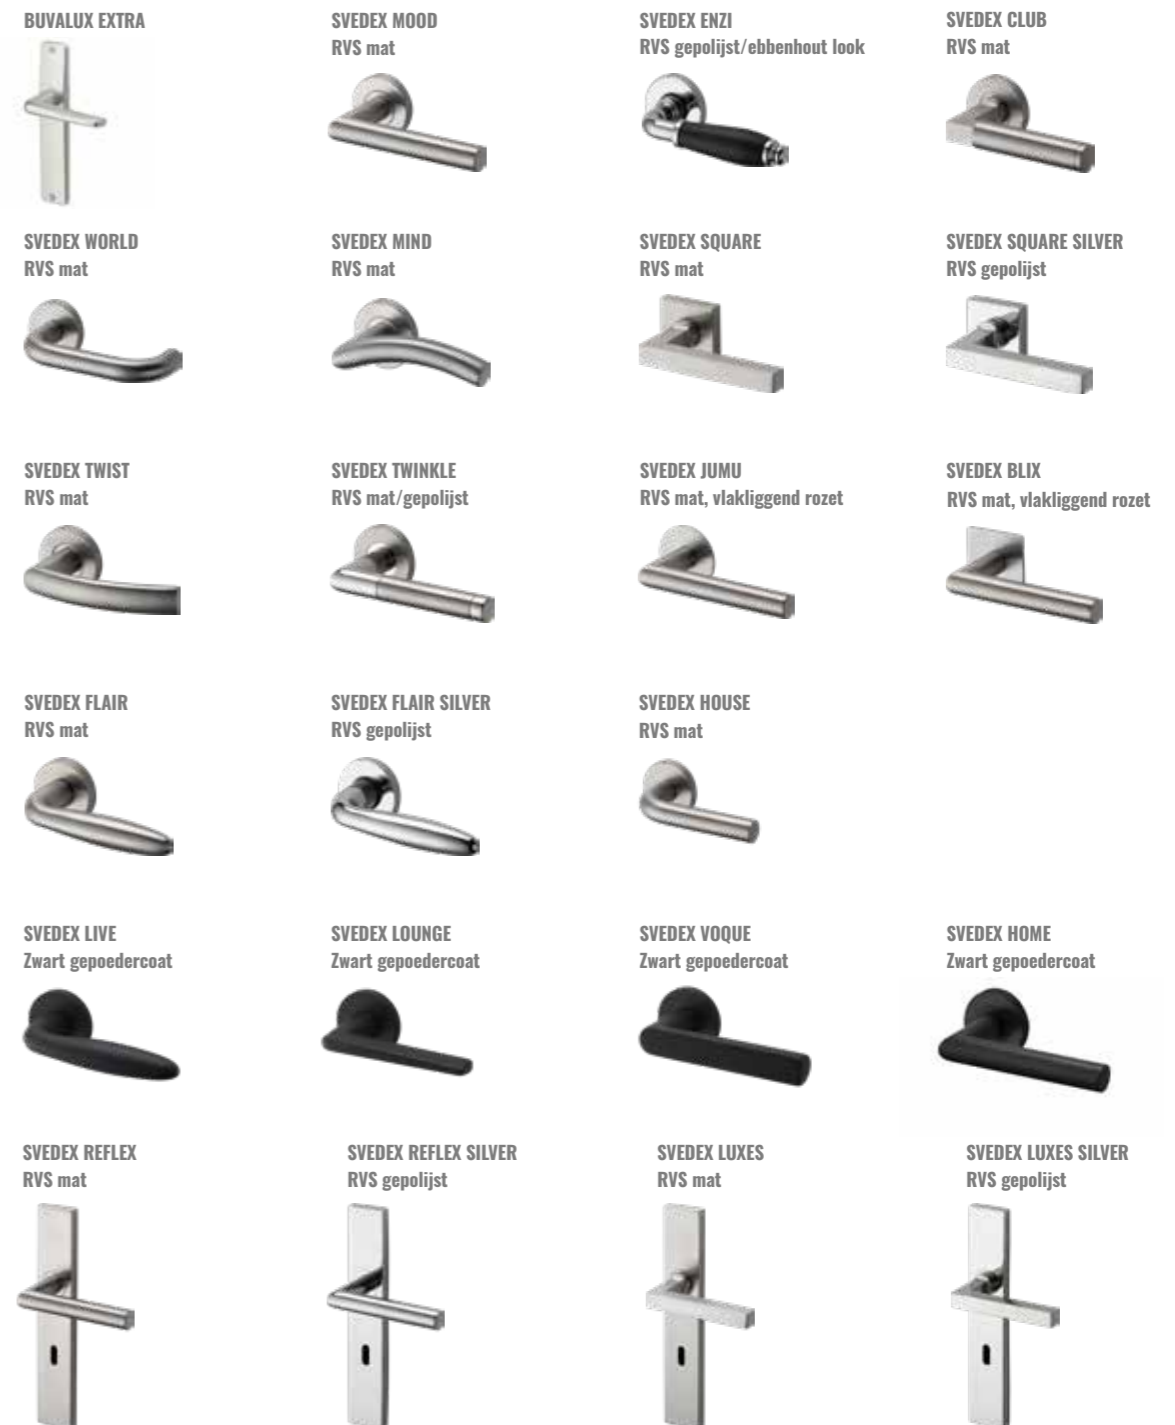 BUVALUX EXTRA
SVEDEX MOOD
RVS mat
SVEDEX ENZI
RVS gepolijst/ebbenhout look
SVEDEX CLUB
RVS mat
SVEDEX WORLD
RVS mat
SVEDEX MIND
RVS mat
SVEDEX SQUARE
RVS mat
SVEDEX SQUARE SILVER
RVS gepolijst
SVEDEX TWIST
RVS mat
SVEDEX TWINKLE
RVS mat/gepolijst
SVEDEX JUMU
RVS mat, vlakliggend rozet
SVEDEX BLIX
RVS mat, vlakliggend rozet
SVEDEX FLAIR
RVS mat
SVEDEX FLAIR SILVER
RVS gepolijst
SVEDEX HOUSE
RVS mat
SVEDEX LIVE
Zwart gepoedercoat
SVEDEX LOUNGE
Zwart gepoedercoat
SVEDEX VOQUE
Zwart gepoedercoat
SVEDEX HOME
Zwart gepoedercoat
SVEDEX REFLEX
RVS mat
SVEDEX REFLEX SILVER
RVS gepolijst
SVEDEX LUXES
RVS mat
SVEDEX LUXES SILVER
RVS gepolijst